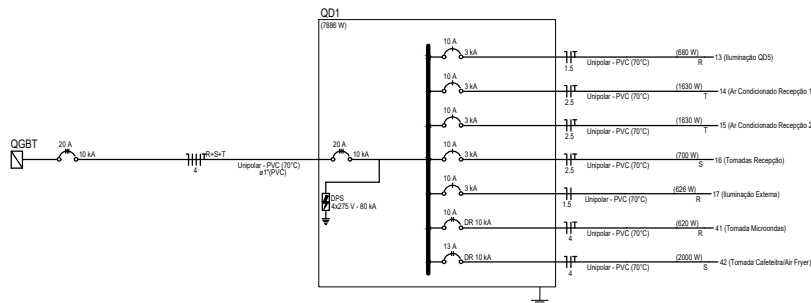 QD1
(7886 W)
QGBT
20 A
10 kA
4
R+S+T
Unipolar - PVC (70°C)
ø1"(PVC)
20 A
10 kA
DPS
4x275 V - 80 kA
10 A
3 kA
1.5
Unipolar - PVC (70°C)
(680 W)
R
13 (Iluminação QD5)
10 A
3 kA
2.5
Unipolar - PVC (70°C)
(1630 W)
T
14 (Ar Condicionado Recepção 1
10 A
3 kA
2.5
Unipolar - PVC (70°C)
(1630 W)
T
15 (Ar Condicionado Recepção 2
10 A
3 kA
2.5
Unipolar - PVC (70°C)
(700 W)
S
16 (Tomadas Recepção)
10 A
3 kA
1.5
Unipolar - PVC (70°C)
(626 W)
R
17 (Iluminação Externa)
10 A
DR 10 kA
4
Unipolar - PVC (70°C)
(620 W)
R
41 (Tomada Microondas)
13 A
DR 10 kA
4
Unipolar - PVC (70°C)
(2000 W)
S
42 (Tomada Cafeteitra/Air Fryer)